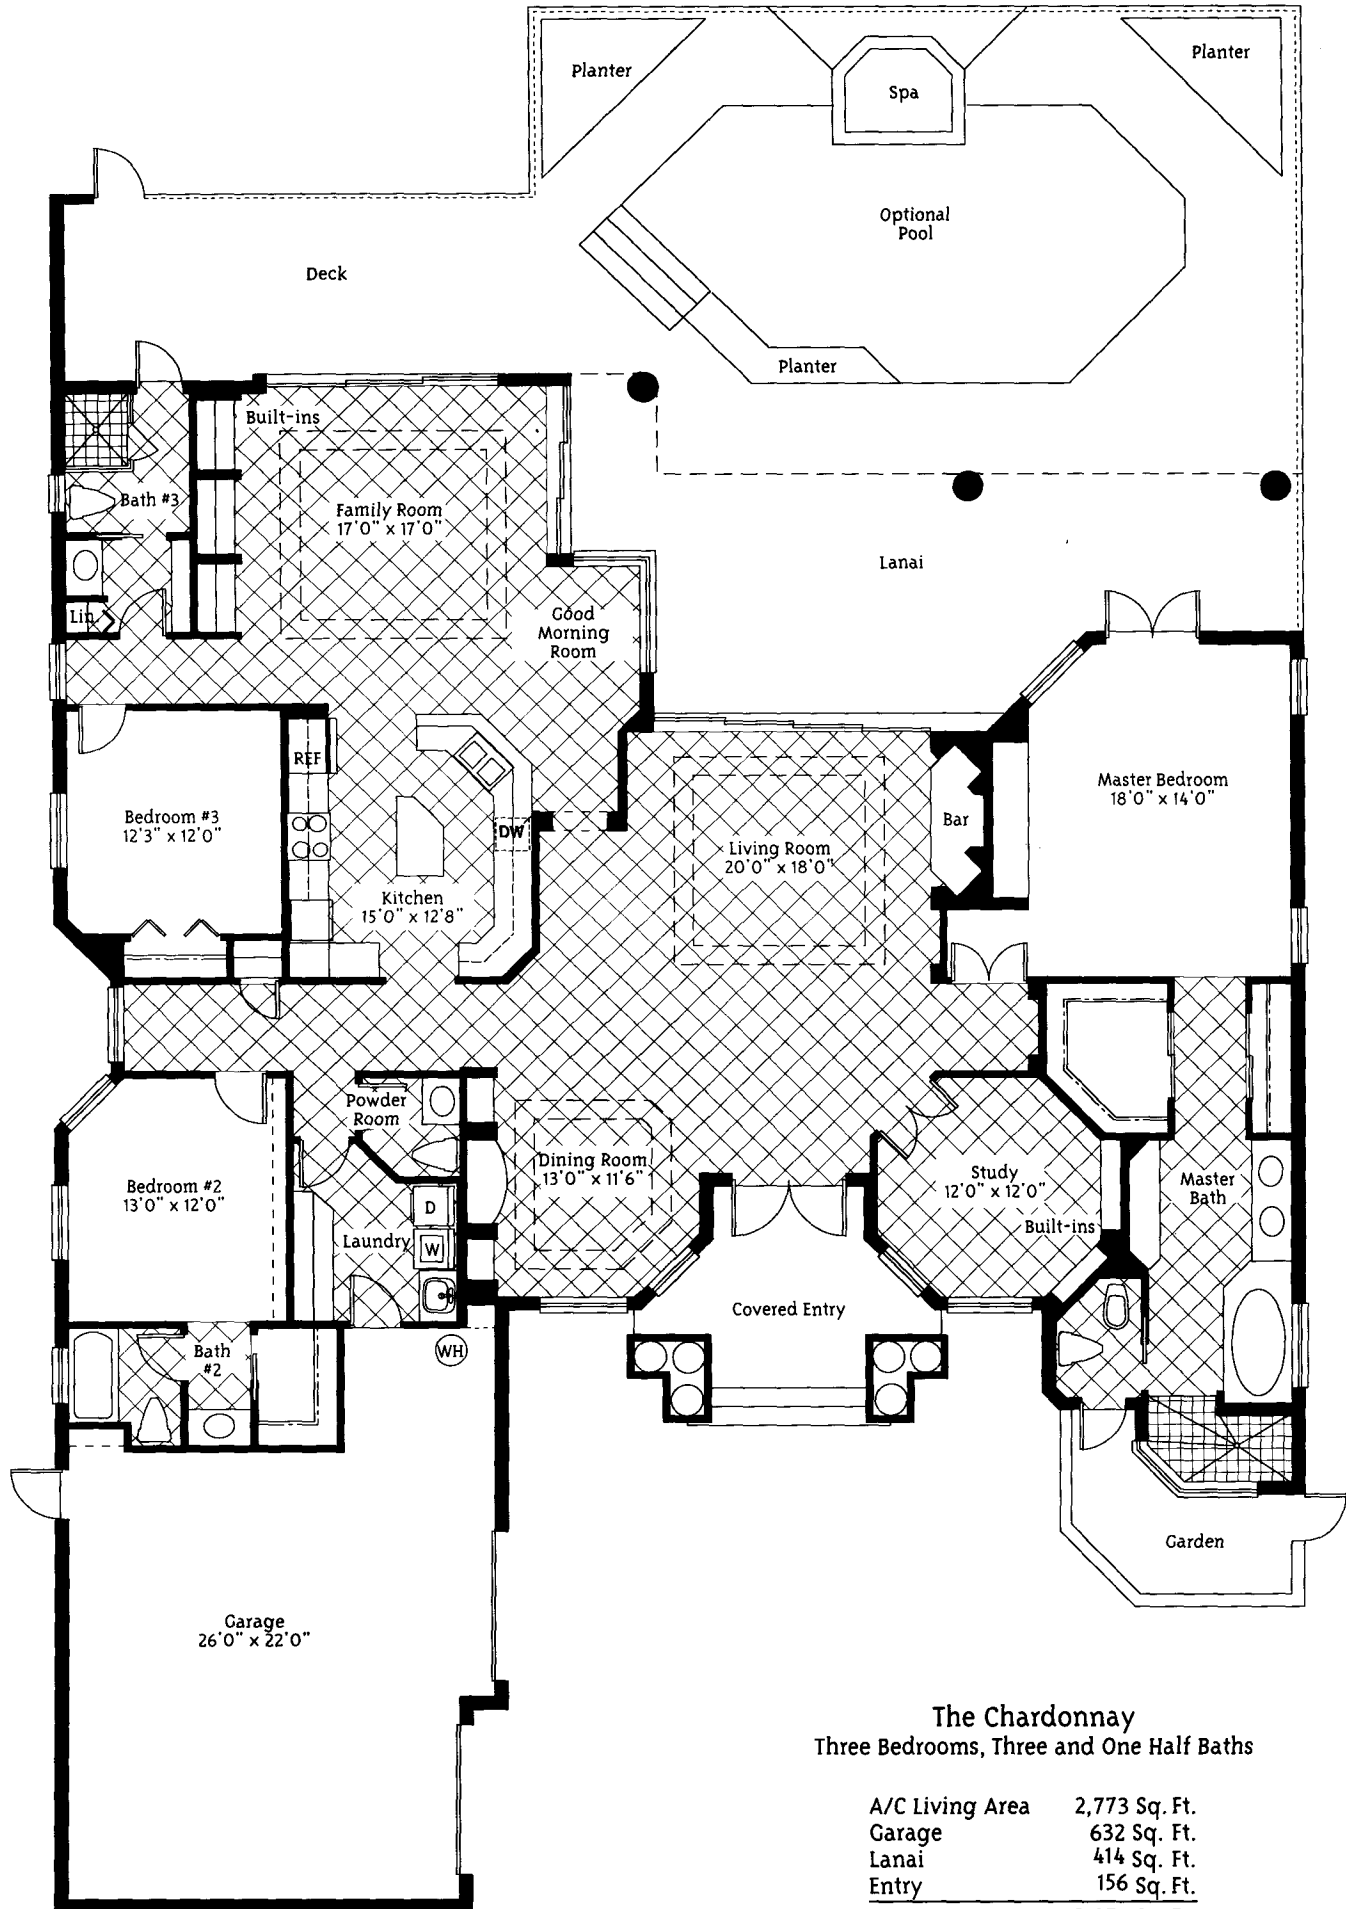 Planter
Planter
Spa
Optional
Pool
Deck
Planter
Built-ins
Bath #3
Family Room
17'0" x 17'0"
Lanai
Lin
Good
Morning
Room
REF
Master Bedroom
18'0" x 14'0"
Bedroom #3
12'3" x 12'0"
DW
Living Room
20'0" x 18'0"
Bar
Kitchen
15'0" x 12'8"
Powder
Room
Bedroom #2
13'0" x 12'0"
Dining Room
13'0" x 11'6"
Study
12'0" x 12'0"
Master
Bath
D
Laundry
W
Built-ins
Covered Entry
Bath
#2
WH
Garden
Garage
26'0" x 22'0"
The Chardonnay
Three Bedrooms, Three and One Half Baths
A/C Living Area 2,773 Sq. Ft.
Garage 632 Sq. Ft.
Lanai 414 Sq. Ft.
Entry 156 Sq. Ft.